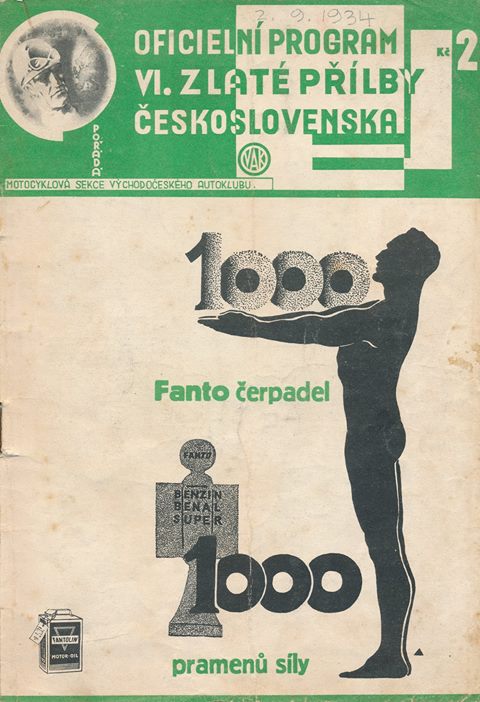 2. 9. 1934
OFICIELNÍ PROGRAM
VI. ZLATÉ PŘÍLBY
ČESKOSLOVENSKA
Kč 2
POŘÁDÁ
VAK
MOTOCYKLOVÁ SEKCE VÝCHODOČESKÉHO AUTOKLUBU.
1000
Fanto čerpadel
FANTO
BENZIN
BENAL
SUPER
1000
FANTOLIN
MOTOR-OIL
pramenů síly